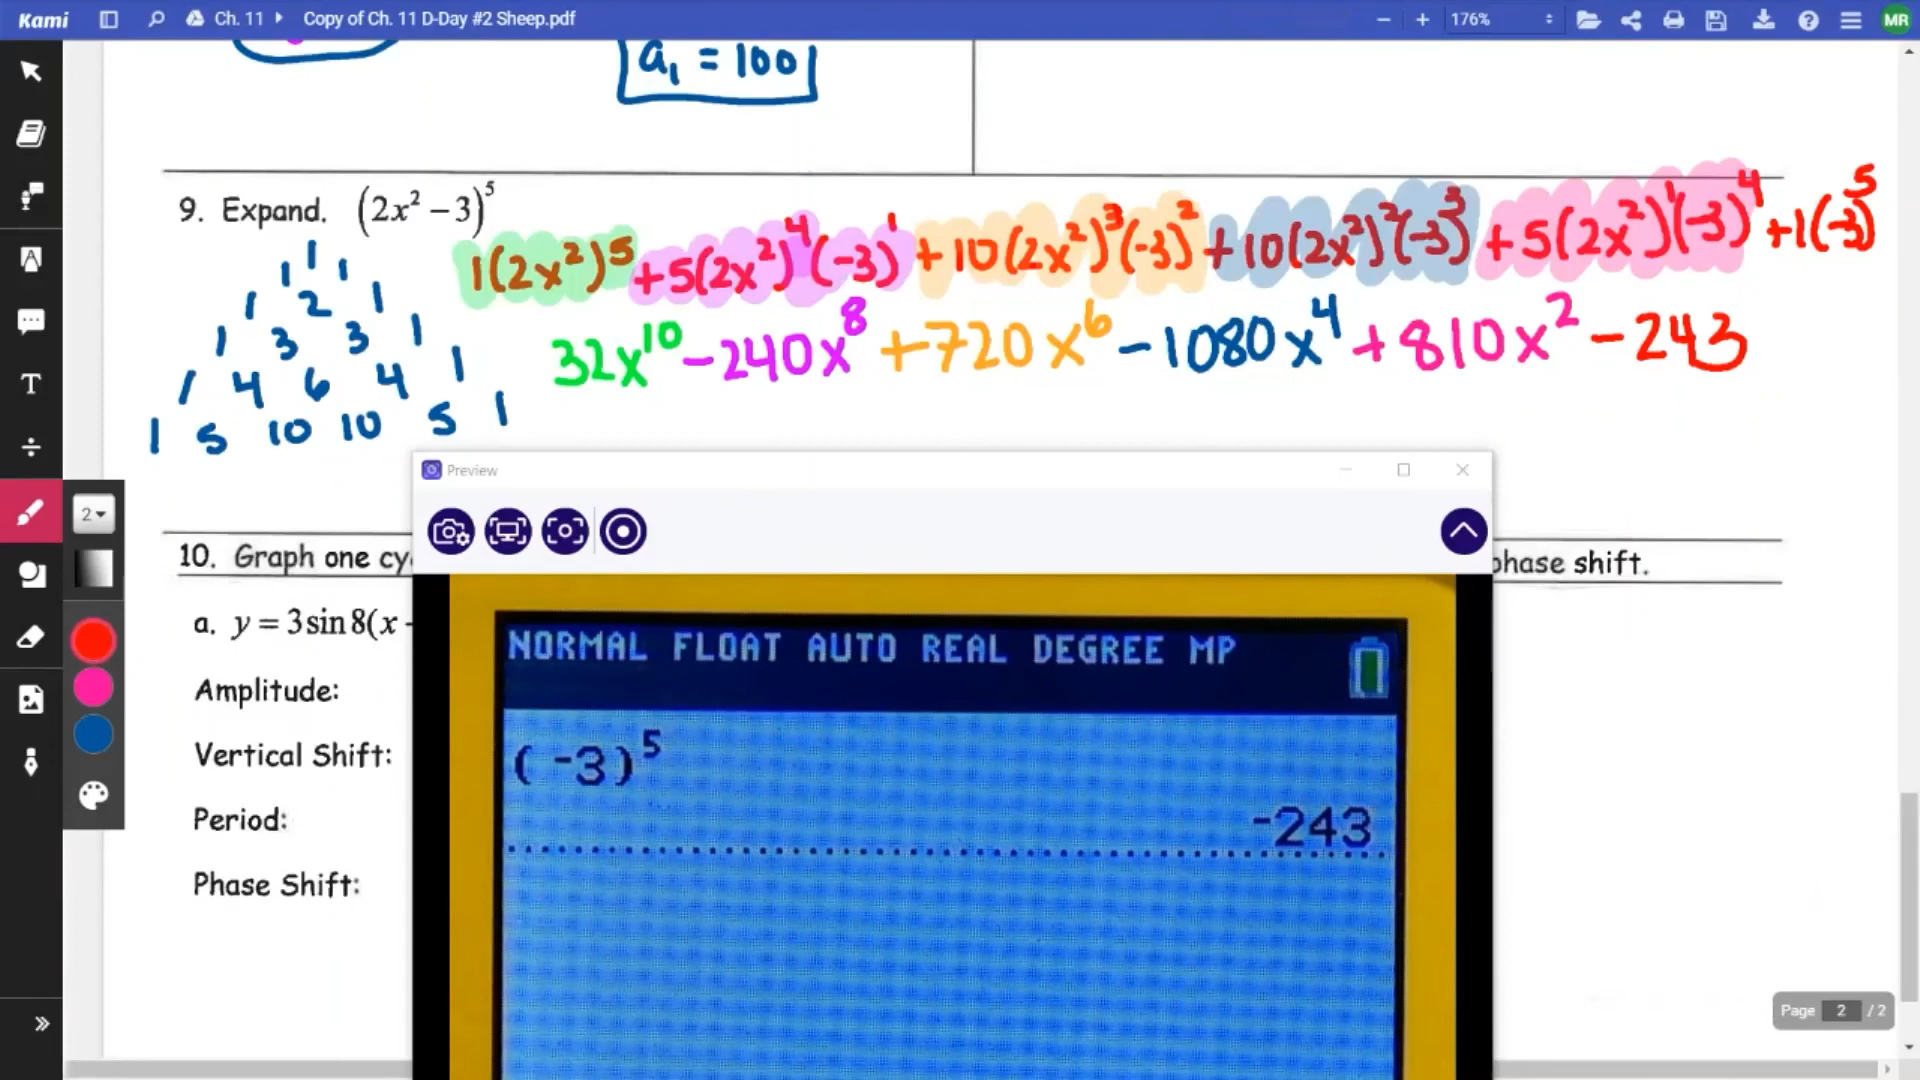 Kami Ch. 11 Copy of Ch. 11 D-Day #2 Sheep.pdf 176% MR
a₁ = 100
9. Expand. (2x² – 3)⁵
1(2x²)⁵ +5(2x²)⁴(-3)¹ +10(2x²)³(-3)² +10(2x²)²(-3)³ +5(2x²)¹(-3)⁴ +1(-3)⁵
32x¹⁰ -240x⁸ +720x⁶ -1080x⁴ +810x² -243
1
1 1
1 2 1
1 3 3 1
1 4 6 4 1
1 5 10 10 5 1
Preview
2
10. Graph one cy
phase shift.
a. y = 3sin8(x -
Amplitude:
Vertical Shift:
Period:
Phase Shift:
NORMAL FLOAT AUTO REAL DEGREE MP
(-3)⁵
-243
Page 2 / 2